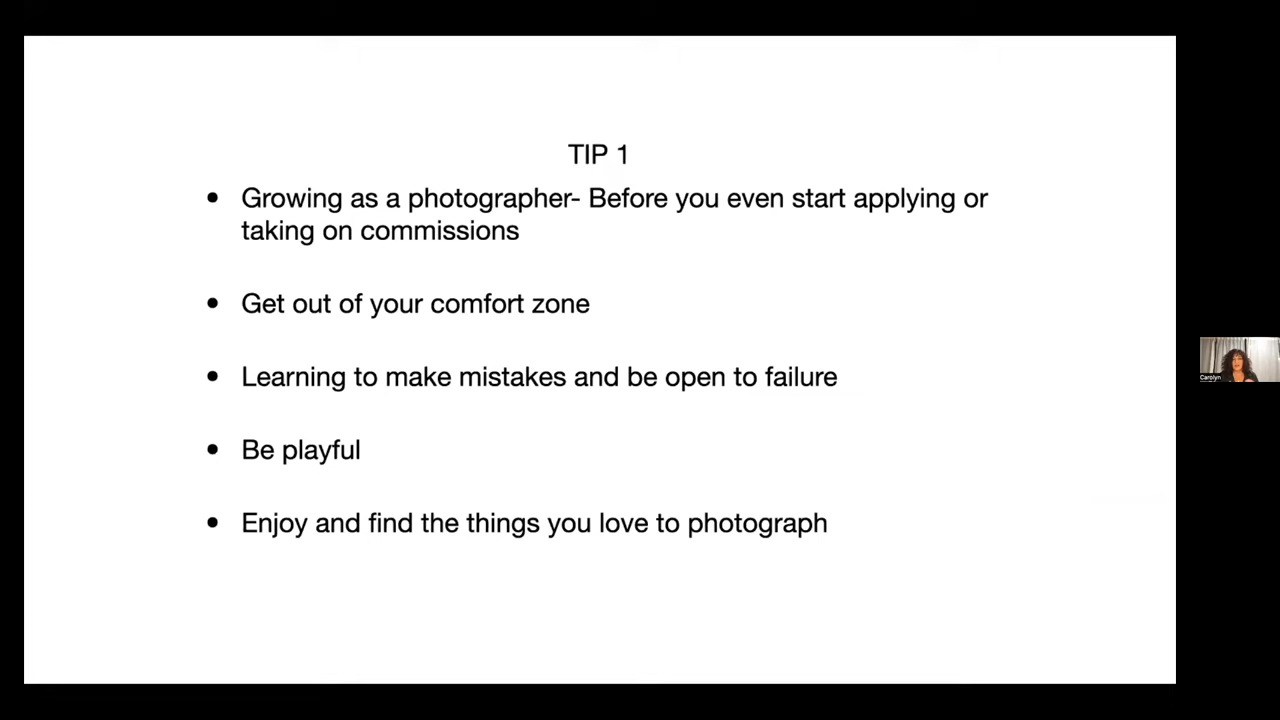 TIP 1
• Growing as a photographer- Before you even start applying or
taking on commissions
• Get out of your comfort zone
• Learning to make mistakes and be open to failure
• Be playful
• Enjoy and find the things you love to photograph
Carolyn